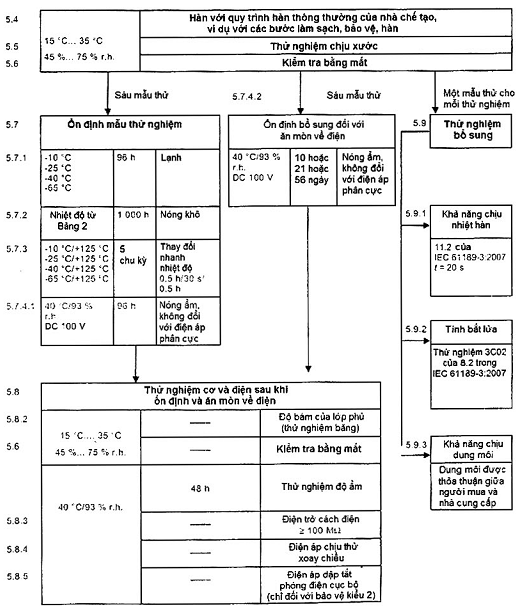 5.4
Hàn với quy trình hàn thông thường của nhà chế tạo,
ví dụ với các bước làm sạch, bảo vệ, hàn
15 °C... 35 °C
45 %... 75 % r.h.
5.5
Thử nghiệm chịu xước
5.6
Kiểm tra bằng mắt
Sáu mẫu thử
5.7.4.2
Sáu mẫu thử
Một mẫu thử cho
mỗi thử nghiệm
5.7
Ổn định mẫu thử nghiệm
5.7.1
-10 °C
-25 °C
-40 °C
-65 °C
96 h
Lạnh
5.7.2
Nhiệt độ từ
Bảng 2
1 000 h
Nóng khô
5.7.3
-10 °C/+125 °C
-25 °C/+125 °C
-40 °C/+125 °C
-65 °C/+125 °C
5
chu kỳ
Thay đổi
nhanh
nhiệt độ
0.5 h/30 s/
0.5 h
5.7.4.1
40 °C/93 %
r.h
DC 100 V
96 h
Nóng ẩm,
không đổi
với điện áp
phân cực
Ổn định bổ sung đối với
ăn mòn về điện
40 °C/93 %
r.h.
DC 100 V
10 hoặc
21 hoặc
56 ngày
Nóng ẩm,
không đổi
với điện áp
phân cực
5.9
Thử nghiệm
bổ sung
5.9.1
Khả năng chịu
nhiệt hàn
11.2 của
IEC 61189-3:2007
t = 20 s
5.9.2
Tính bắt lửa
Thử nghiệm 3C02
của 8.2 trong
IEC 61189-3:2007
5.9.3
Khả năng chịu
dung môi
Dung môi được
thỏa thuận giữa
người mua và
nhà cung cấp
5.8
Thử nghiệm cơ và điện sau khi
ổn định và ăn mòn về điện
5.8.2
15 °C.... 35 °C
45 %... 75 % r.h.
Độ bám của lớp phủ
(thử nghiệm băng)
5.6
Kiểm tra bằng mắt
40 °C/93 % r.h.
48 h
Thử nghiệm độ ẩm
5.8.3
Điện trở cách điện
≥ 100 MΩ
5.8.4
Điện áp chịu thử
xoay chiều
5.8.5
Điện áp dập tắt
phóng điện cục bộ
(chỉ đối với bảo vệ kiểu 2)